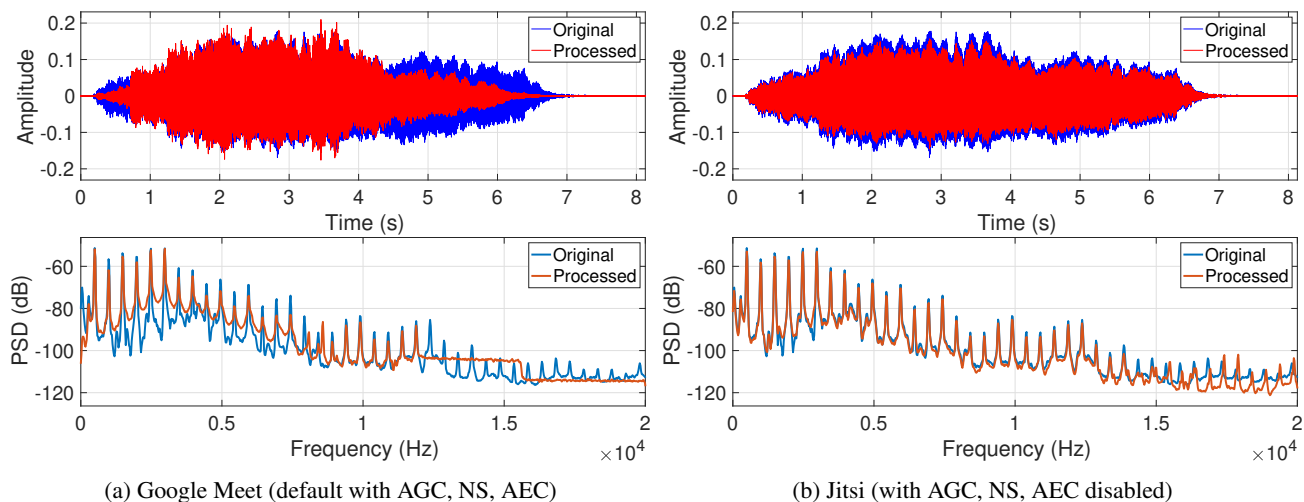 0.2
0.1
0
-0.1
-0.2
Amplitude
Original
Processed
0 1 2 3 4 5 6 7 8
Time (s)
0.2
0.1
0
-0.1
-0.2
Amplitude
Original
Processed
0 1 2 3 4 5 6 7 8
Time (s)
-60
-80
-100
-120
PSD (dB)
Original
Processed
0 0.5 1 1.5 2
Frequency (Hz) ×10⁴
-60
-80
-100
-120
PSD (dB)
Original
Processed
0 0.5 1 1.5 2
Frequency (Hz) ×10⁴
(a) Google Meet (default with AGC, NS, AEC)
(b) Jitsi (with AGC, NS, AEC disabled)